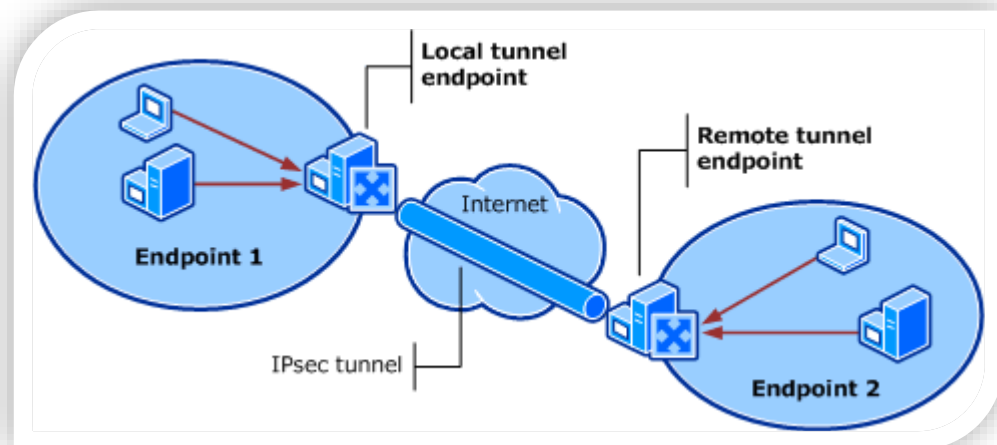 Local tunnel
endpoint
Remote tunnel
endpoint
Internet
Endpoint 1
IPsec tunnel
Endpoint 2